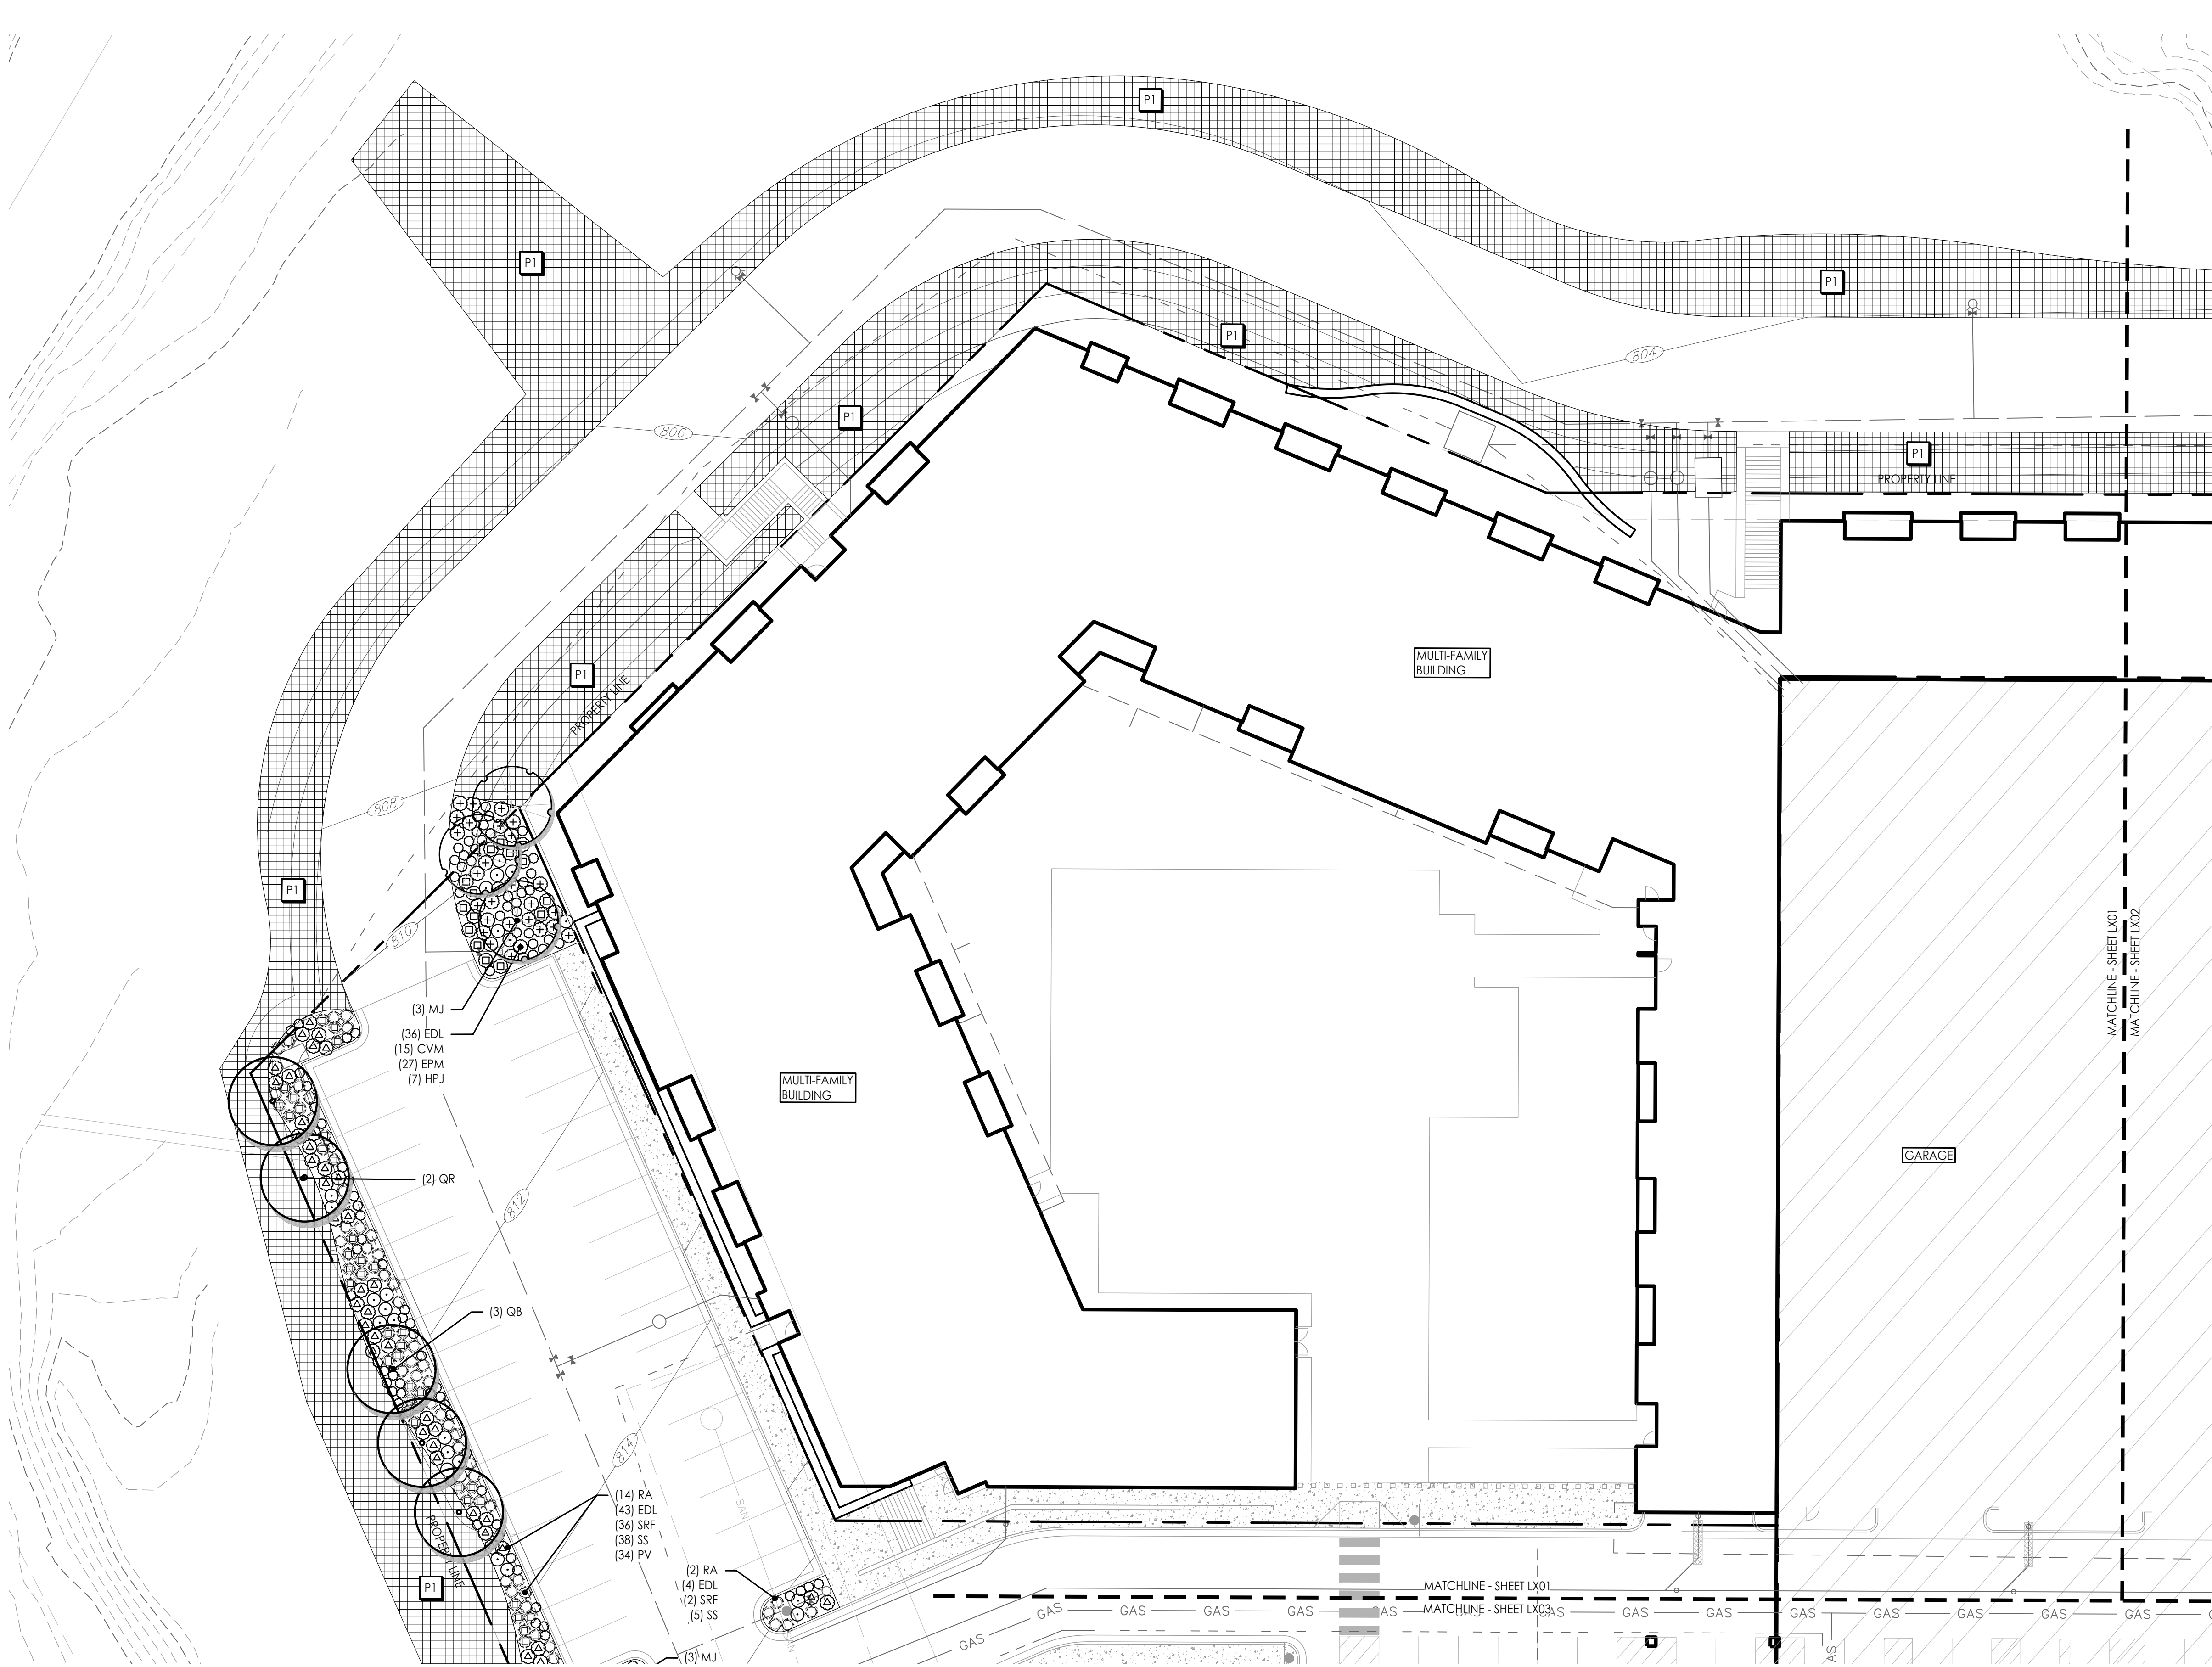 P1
P1
P1
P1
804
P1
806
P1
PROPERTY LINE
MULTI-FAMILY
BUILDING
P1
PROPERTY LINE
808
P1
810
MATCHLINE - SHEET LX01
MATCHLINE - SHEET LX02
(3) MJ
(36) EDL
(15) CVM
(27) EPM
(7) HPJ
MULTI-FAMILY
BUILDING
GARAGE
(2) QR
812
(3) QB
814
(14) RA
(43) EDL
(36) SRF
(38) SS
(34) PV
SAN
PROPERTY LINE
P1
(2) RA
(4) EDL
(2) SRF
(5) SS
MATCHLINE - SHEET LX01
MATCHLINE - SHEET LX03
GAS
GAS
GAS
GAS
GAS
GAS
GAS
GAS
GAS
GAS
GAS
GAS
GAS
GAS
(3) MJ